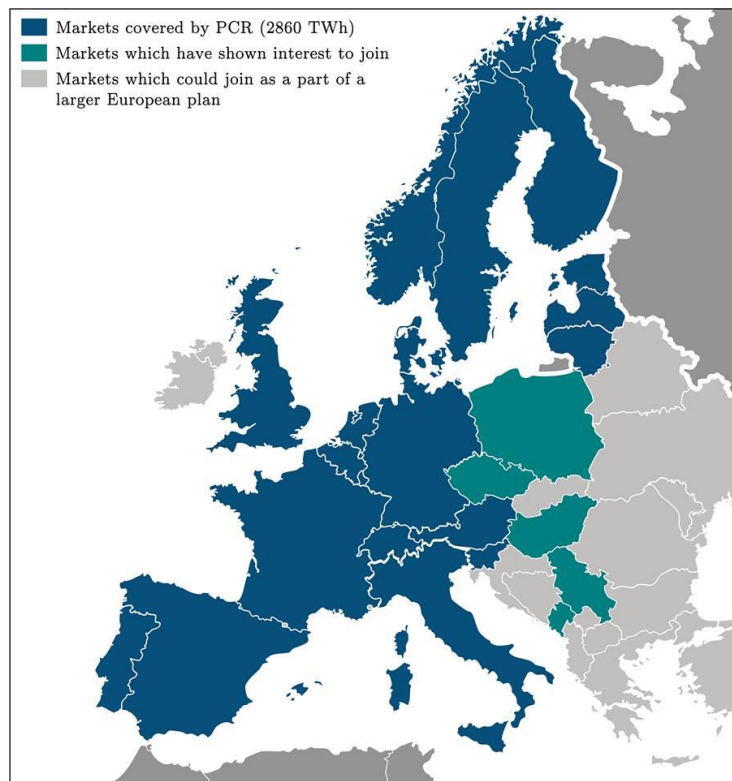 Markets covered by PCR (2860 TWh)
Markets which have shown interest to join
Markets which could join as a part of a
larger European plan